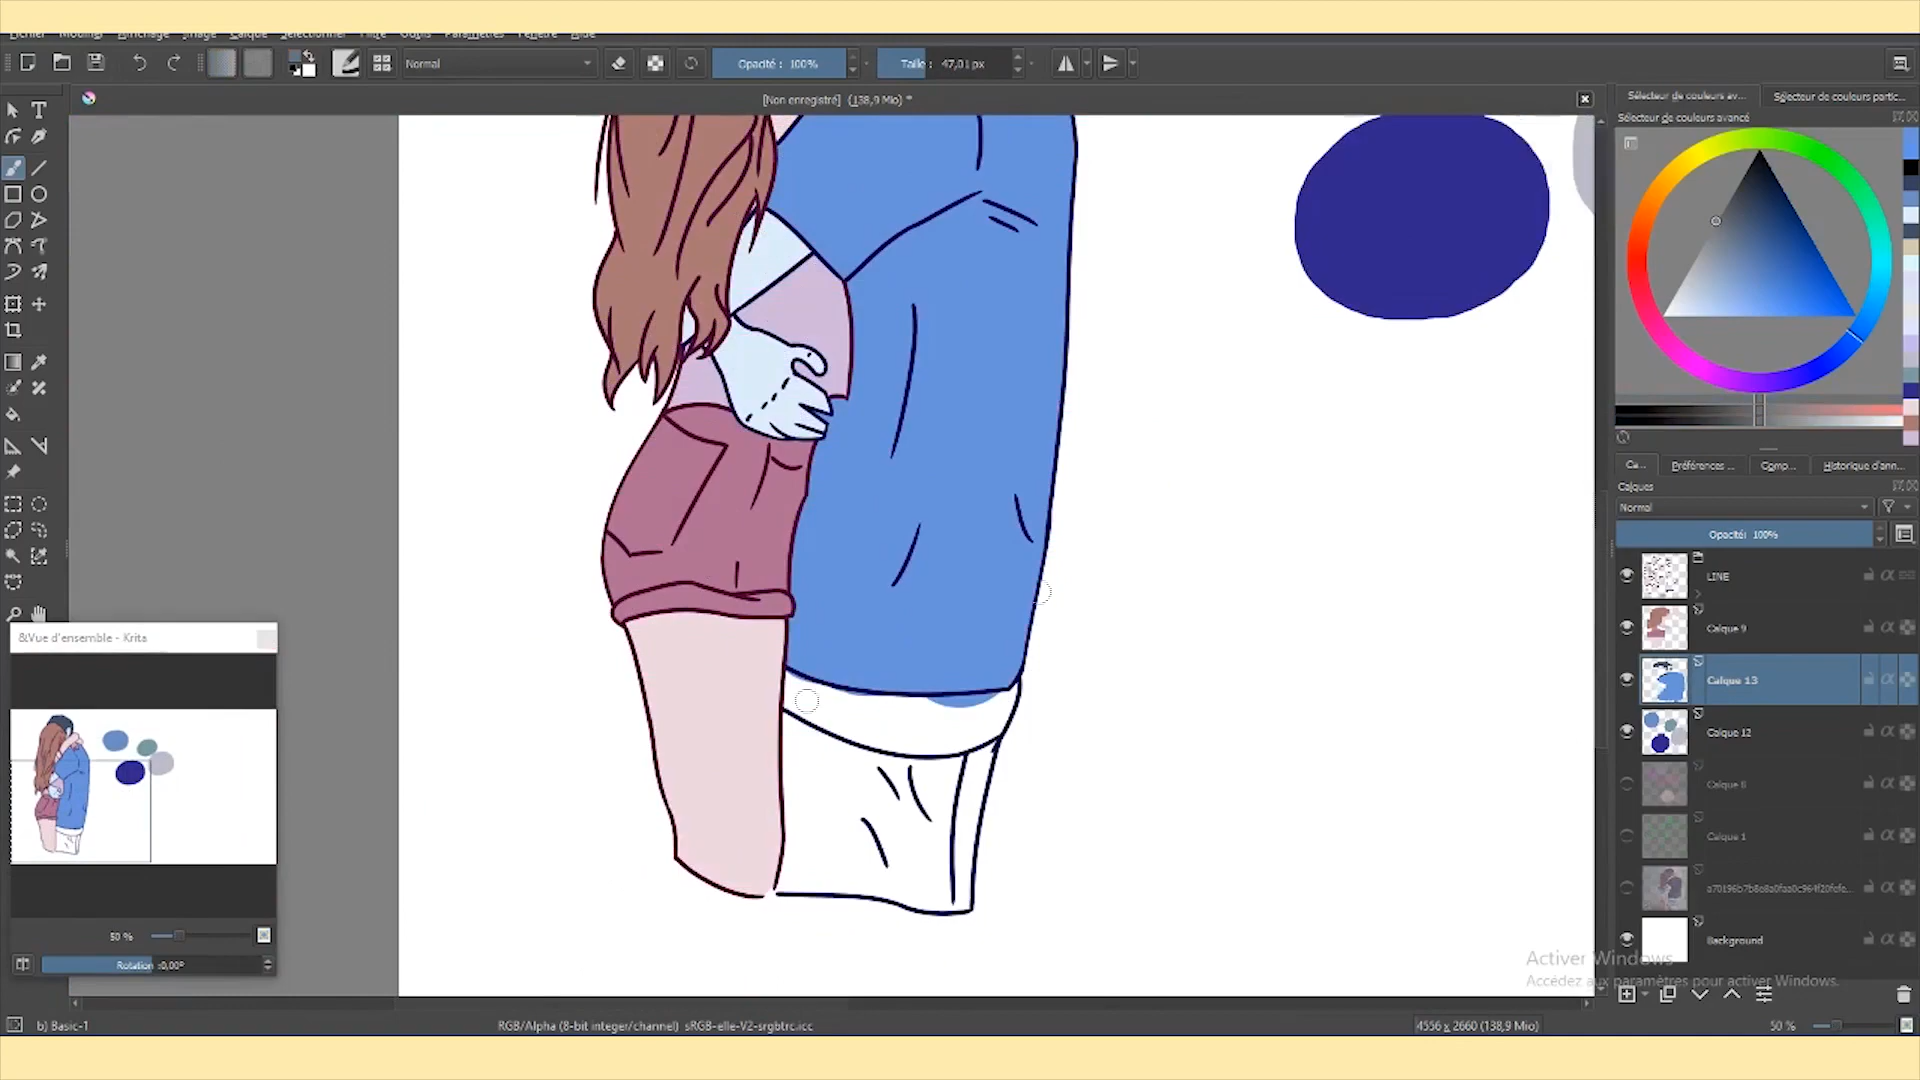 Fichier Modifier Affichage Image Calque Sélectionner Filtre Outils Paramètres Fenêtre Aide
Normal
Opacité : 100%
Taille : 47,01 px
[Non enregistré] (138,9 Mio) *
Sélecteur de couleurs av...
Sélecteur de couleurs partic...
Sélecteur de couleurs avancé
Ca...
Préférences ...
Comp...
Historique d'ann...
Calques
Normal
Opacité: 100%
LINE
Calque 9
Calque 13
Calque 12
Calque 8
Calque 1
Background
&Vue d'ensemble - Krita
50 %
Rotation :0,00°
Activer Windows
Accédez aux paramètres pour activer Windows.
b) Basic-1
RGB/Alpha (8-bit integer/channel) sRGB-elle-V2-srgbtrc.icc
4556 x 2660 (138,9 Mio)
50 %